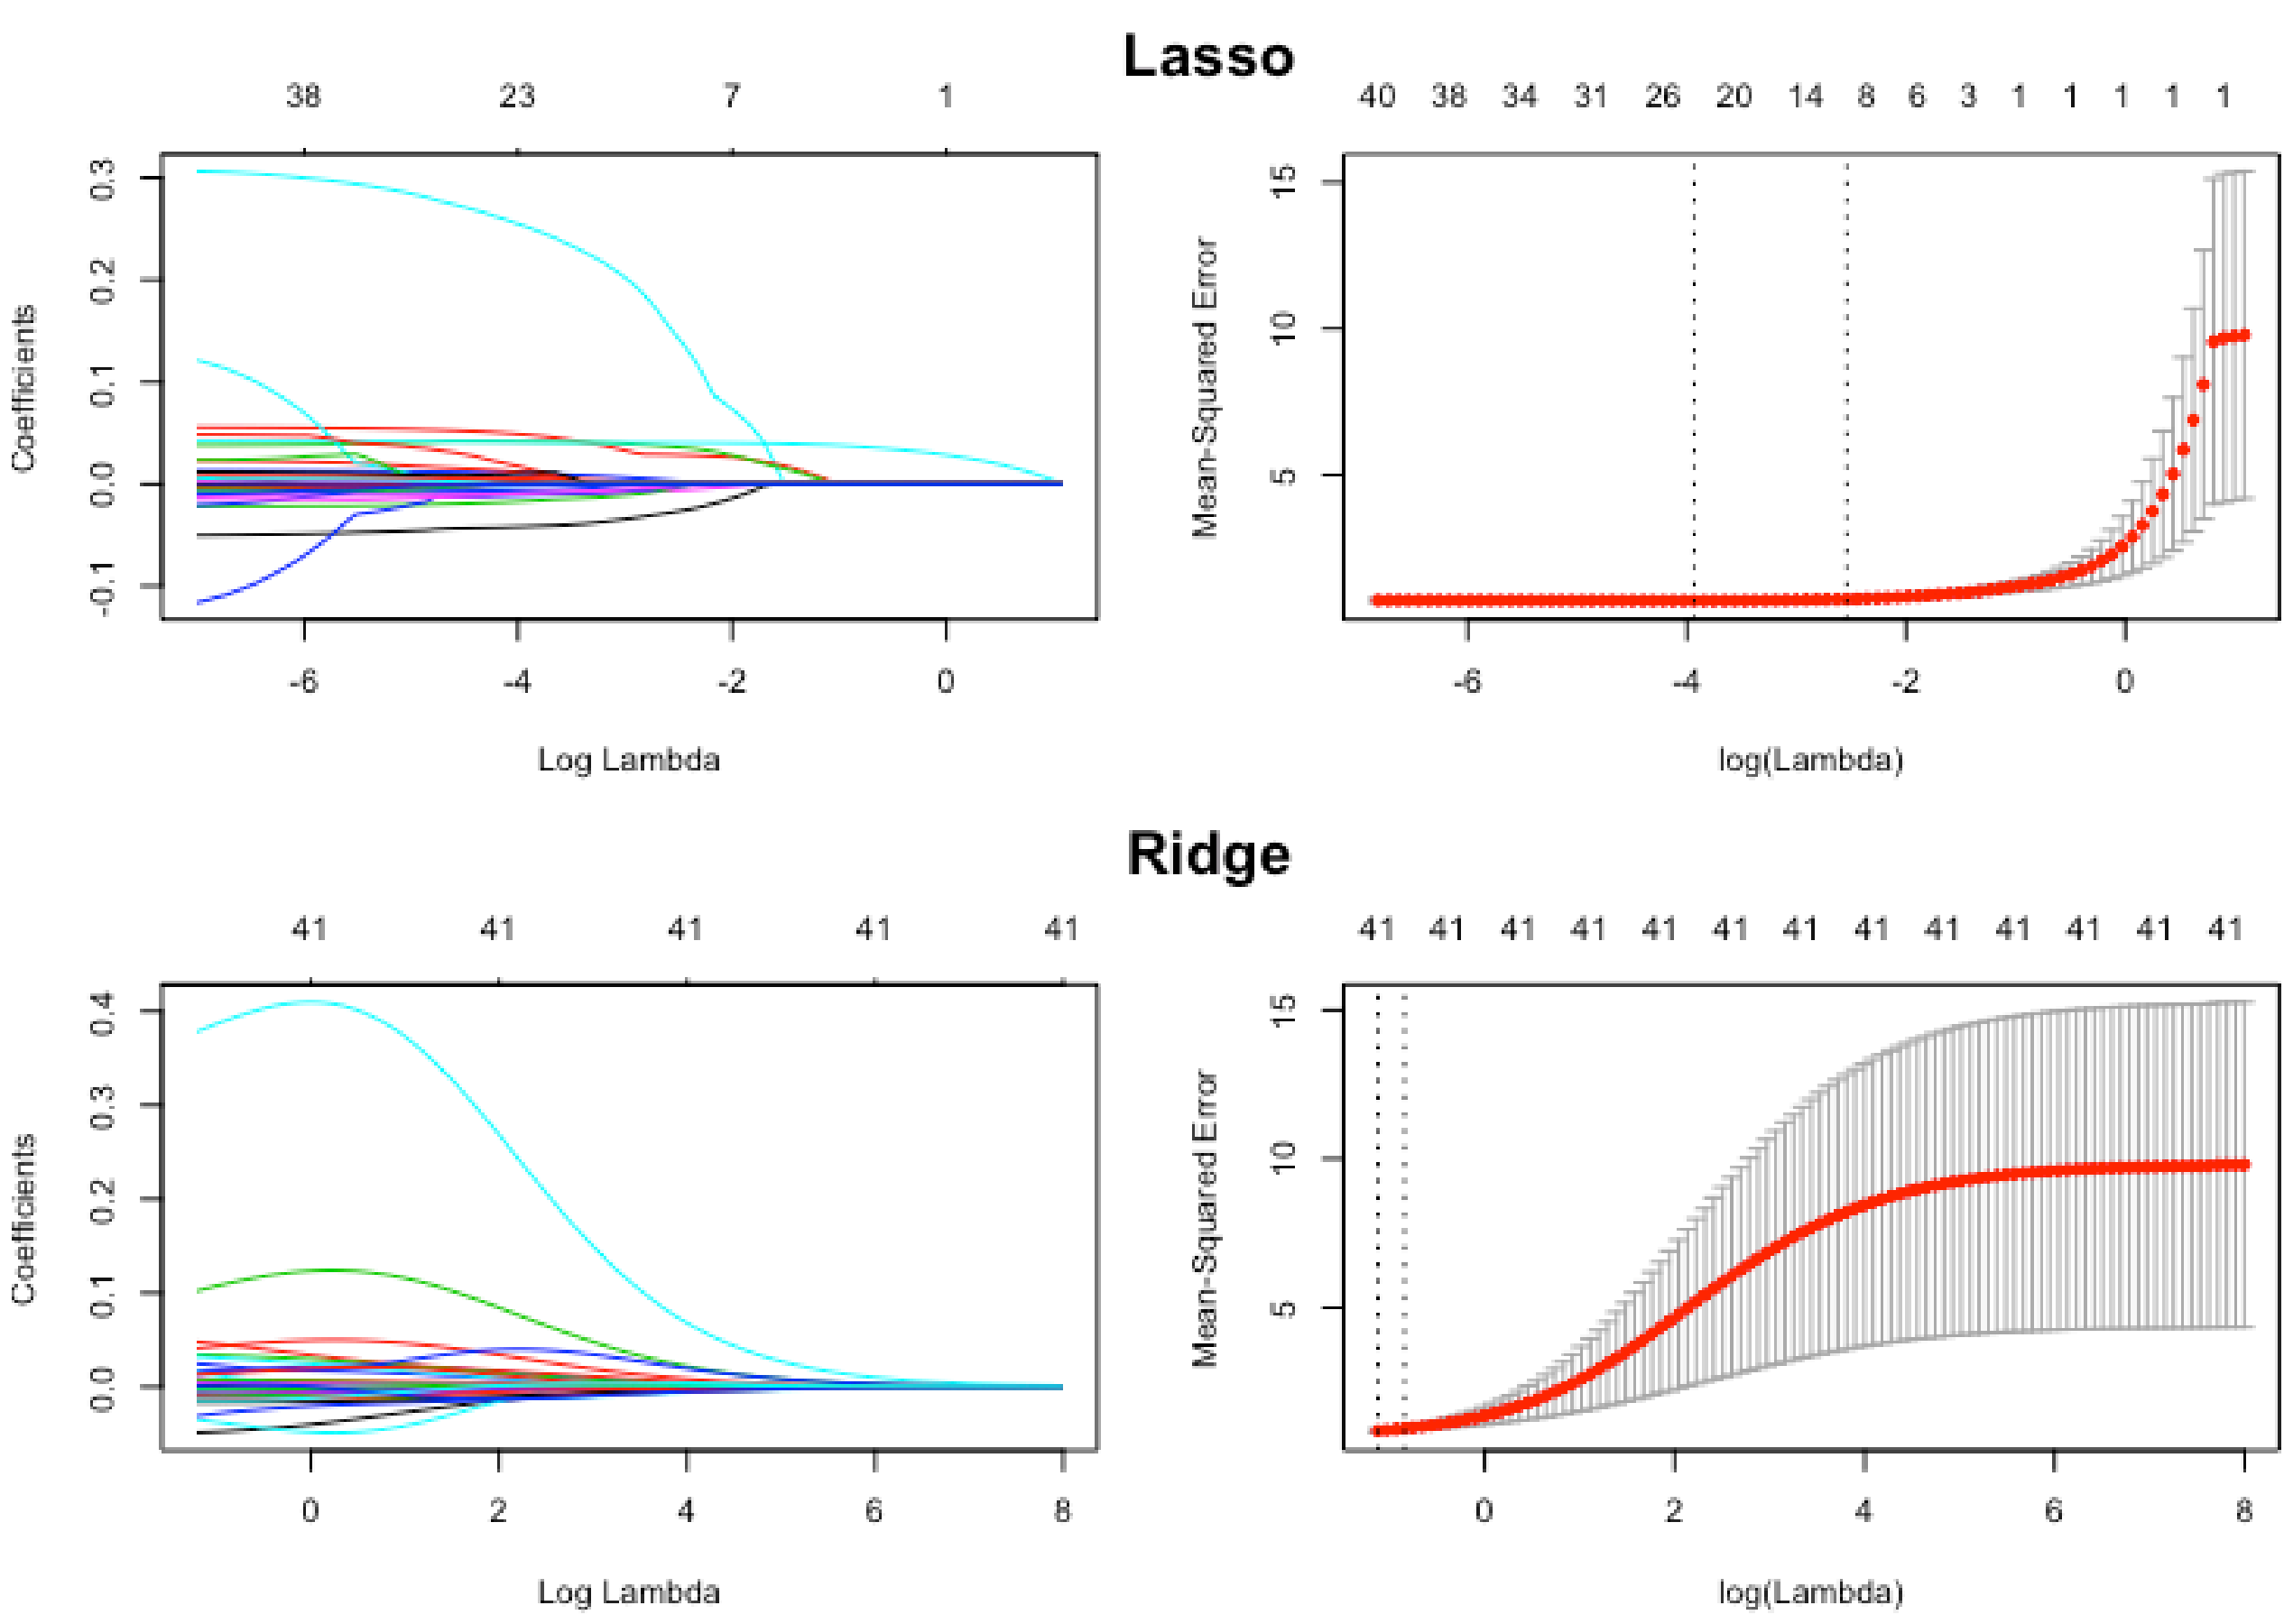 Lasso
38 23 7 1
0.3
0.2
0.1
0.0
-0.1
Coefficients
-6 -4 -2 0
Log Lambda
40 38 34 31 26 20 14 8 6 3 1 1 1 1 1
15
10
5
Mean-Squared Error
-6 -4 -2 0
log(Lambda)
Ridge
41 41 41 41 41
0.4
0.3
0.2
0.1
0.0
Coefficients
0 2 4 6 8
Log Lambda
41 41 41 41 41 41 41 41 41 41 41 41 41
15
10
5
Mean-Squared Error
0 2 4 6 8
log(Lambda)